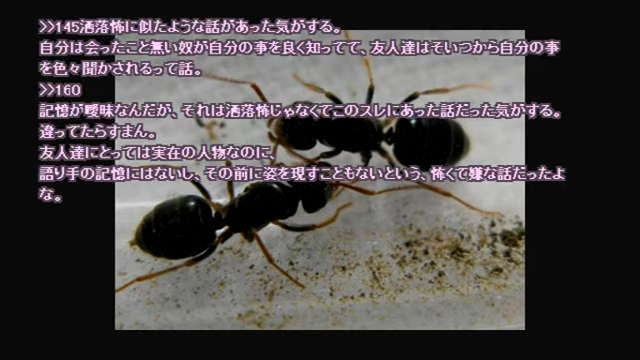 >>145洒落怖に似たような話があった気がする。
自分は会ったこと無い奴が自分の事を良く知ってて、友人達はそいつから自分の事
を色々聞かされるって話。
>>160
記憶が曖昧なんだが、それは洒落怖じゃなくてこのスレにあった話だった気がする。
違ってたらすまん。
友人達にとっては実在の人物なのに、
語り手の記憶にはないし、その前に姿を現すこともないという、怖くて嫌な話だったよ
な。